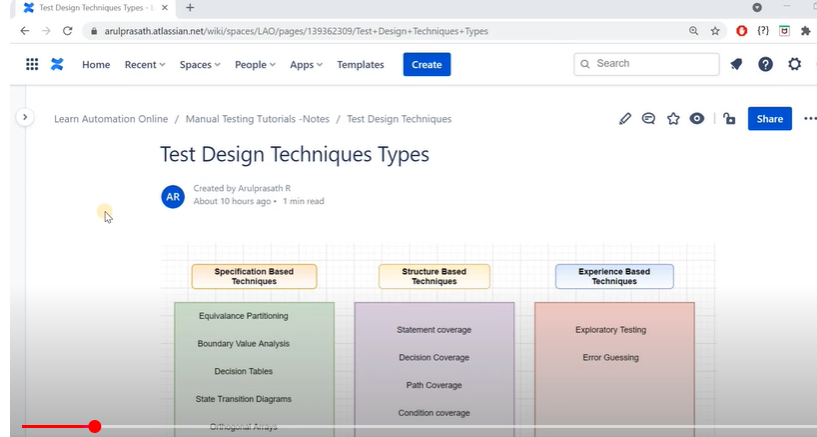 Test Design Techniques Types - L
arulprasath.atlassian.net/wiki/spaces/LAO/pages/139362309/Test+Design+Techniques+Types
Home Recent Spaces People Apps Templates Create Search
Learn Automation Online / Manual Testing Tutorials -Notes / Test Design Techniques
Share
Test Design Techniques Types
AR
Created by Arulprasath R
About 10 hours ago • 1 min read
Specification Based
Techniques
Structure Based
Techniques
Experience Based
Techniques
Equivalance Partitioning
Boundary Value Analysis
Decision Tables
State Transition Diagrams
Orthogonal Arrays
Statement coverage
Decision Coverage
Path Coverage
Condition coverage
Exploratory Testing
Error Guessing